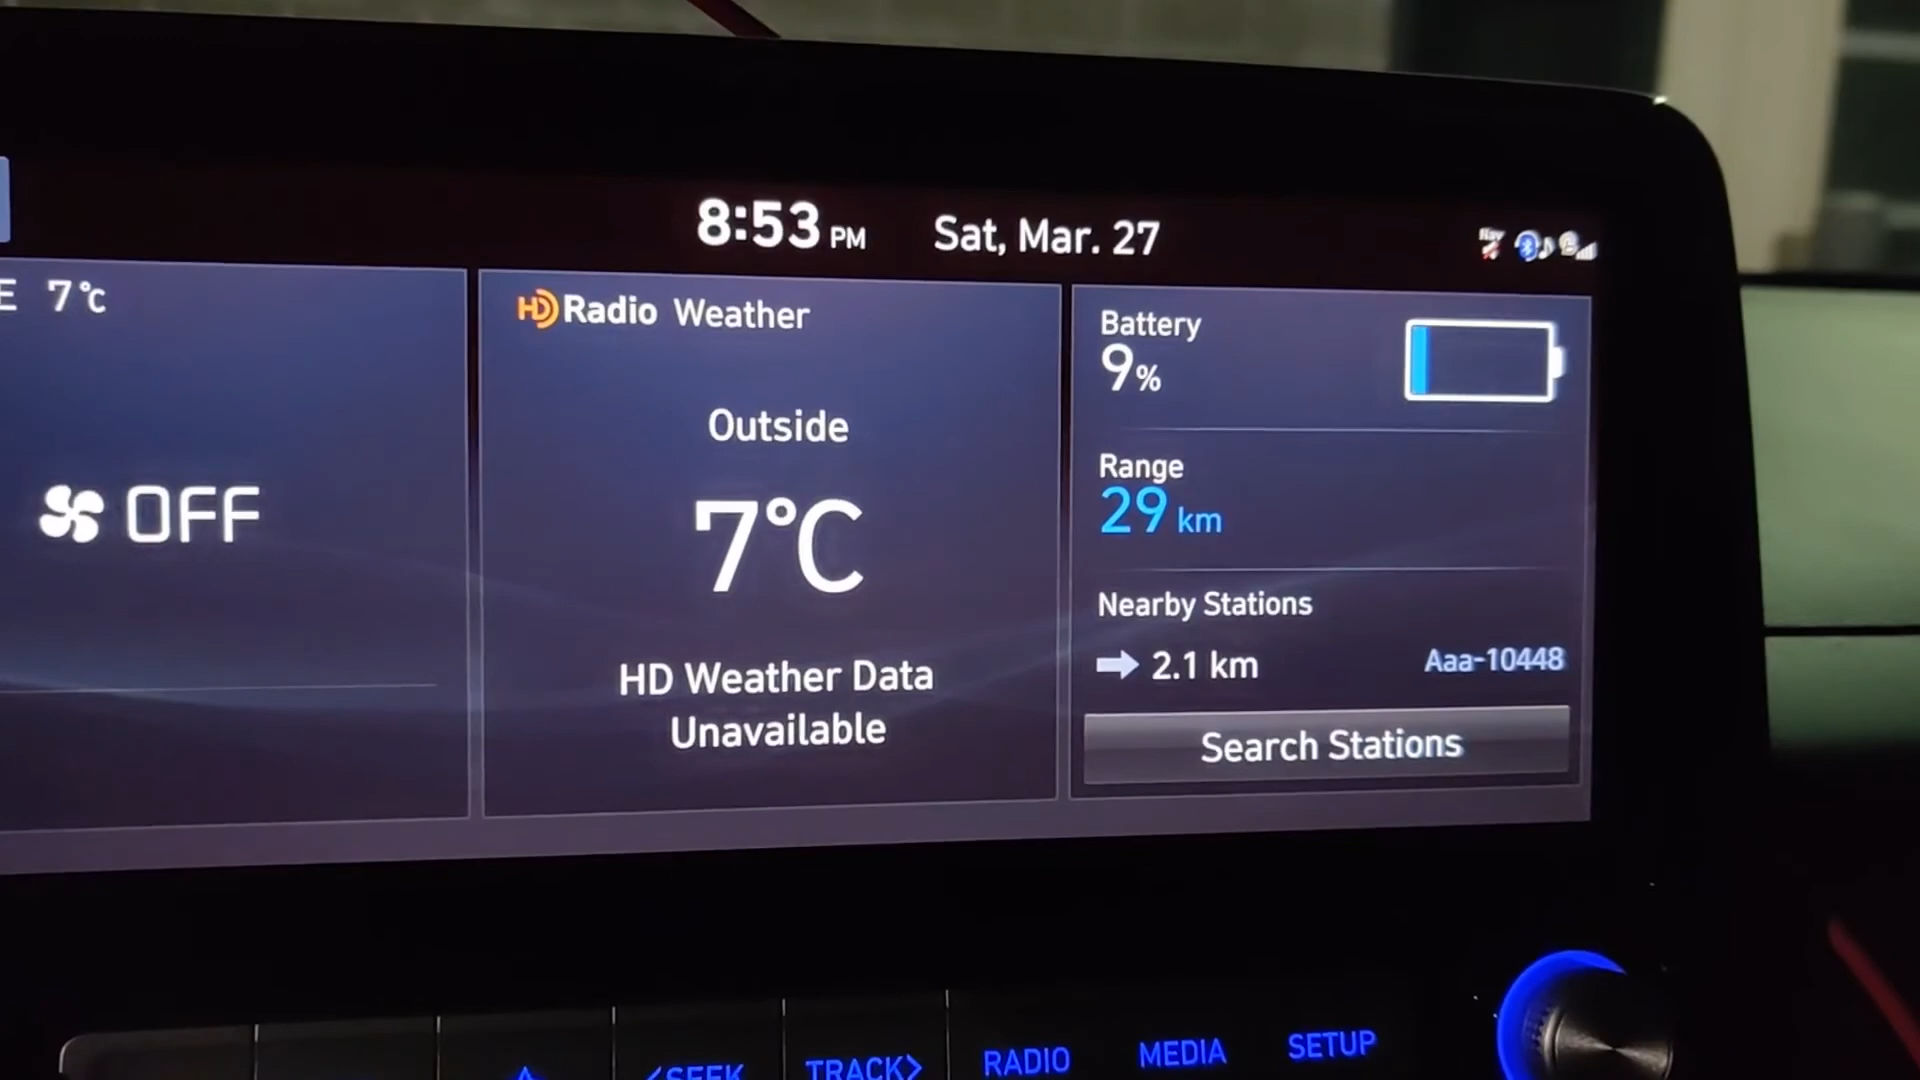 8:53 PM Sat, Mar. 27
E 7°C
OFF
HD Radio Weather
Outside
7°C
HD Weather Data
Unavailable
Battery
9%
Range
29 km
Nearby Stations
2.1 km Aaa-10448
Search Stations
<SEEK TRACK> RADIO MEDIA SETUP